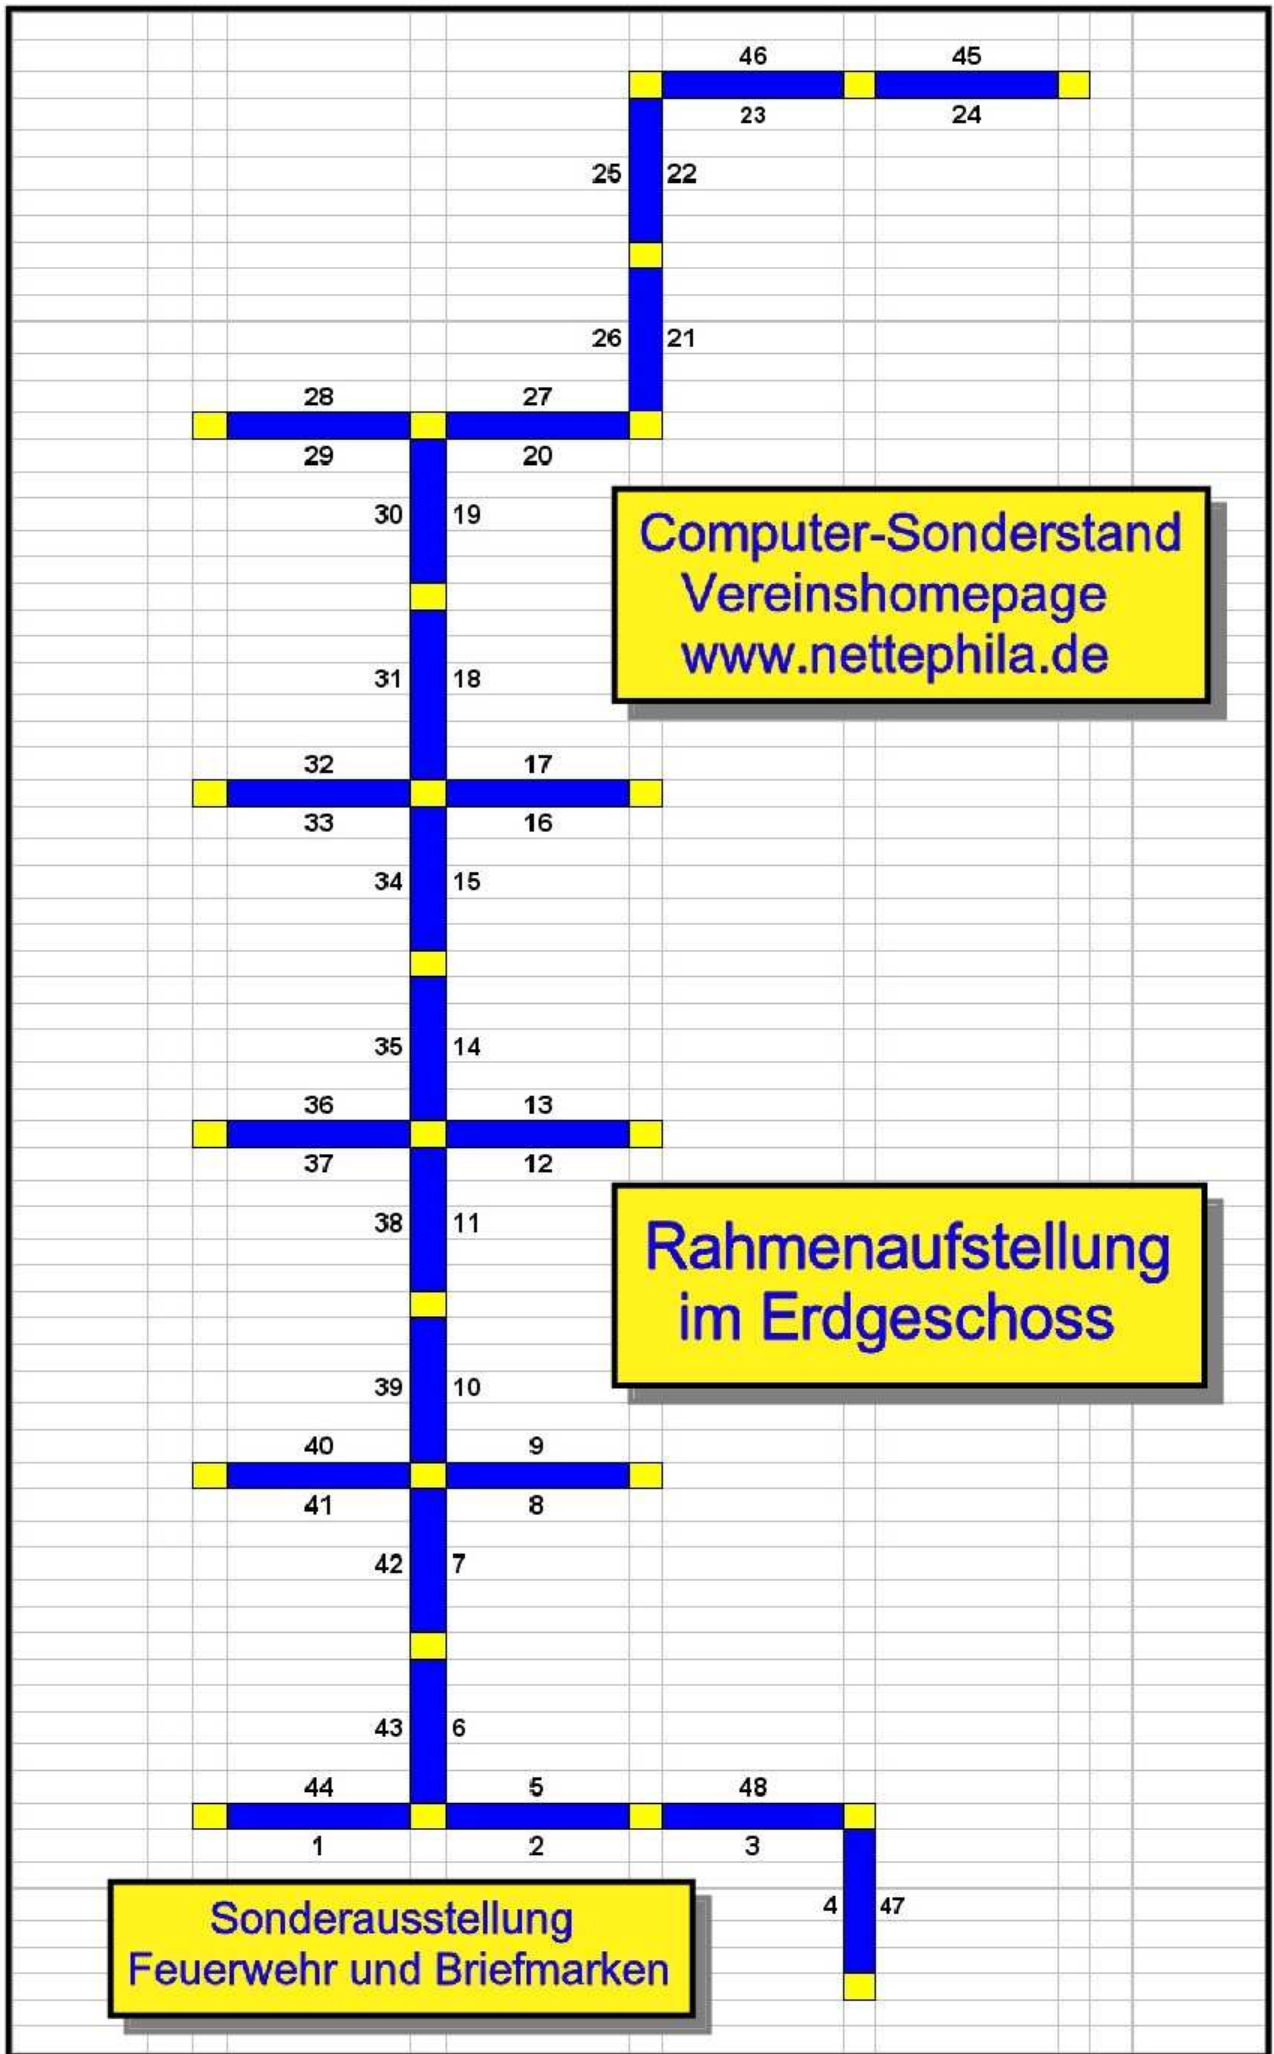 46 45
23 24
25 22
26 21
28 27
29 20
30 19
Computer-Sonderstand
Vereinshomepage
www.nettephila.de
31 18
32 17
33 16
34 15
35 14
36 13
37 12
38 11
Rahmenaufstellung
im Erdgeschoss
39 10
40 9
41 8
42 7
43 6
44 5 48
1 2 3
4 47
Sonderausstellung
Feuerwehr und Briefmarken